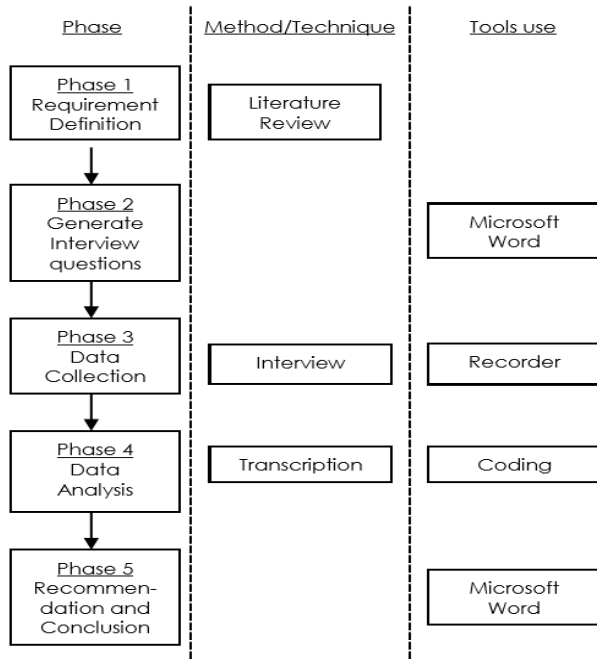 Phase
Method/Technique
Tools use
Phase 1
Requirement
Definition
Literature
Review
Phase 2
Generate
Interview
questions
Microsoft
Word
Phase 3
Data
Collection
Interview
Recorder
Phase 4
Data
Analysis
Transcription
Coding
Phase 5
Recommen-
dation and
Conclusion
Microsoft
Word